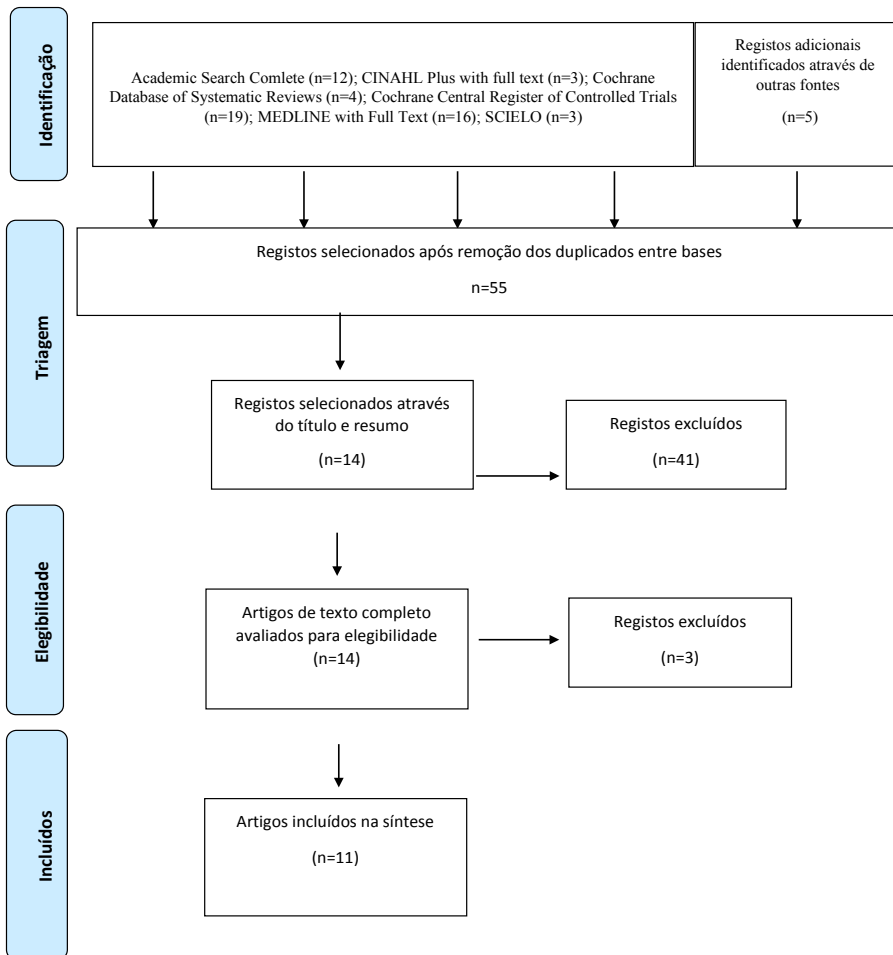 Identificação
Academic Search Comlete (n=12); CINAHL Plus with full text (n=3); Cochrane
Database of Systematic Reviews (n=4); Cochrane Central Register of Controlled Trials
(n=19); MEDLINE with Full Text (n=16); SCIELO (n=3)
Registos adicionais
identificados através de
outras fontes
(n=5)
Triagem
Registos selecionados após remoção dos duplicados entre bases
n=55
Registos selecionados através
do título e resumo
(n=14)
Registos excluídos
(n=41)
Elegibilidade
Artigos de texto completo
avaliados para elegibilidade
(n=14)
Registos excluídos
(n=3)
Incluídos
Artigos incluídos na síntese
(n=11)